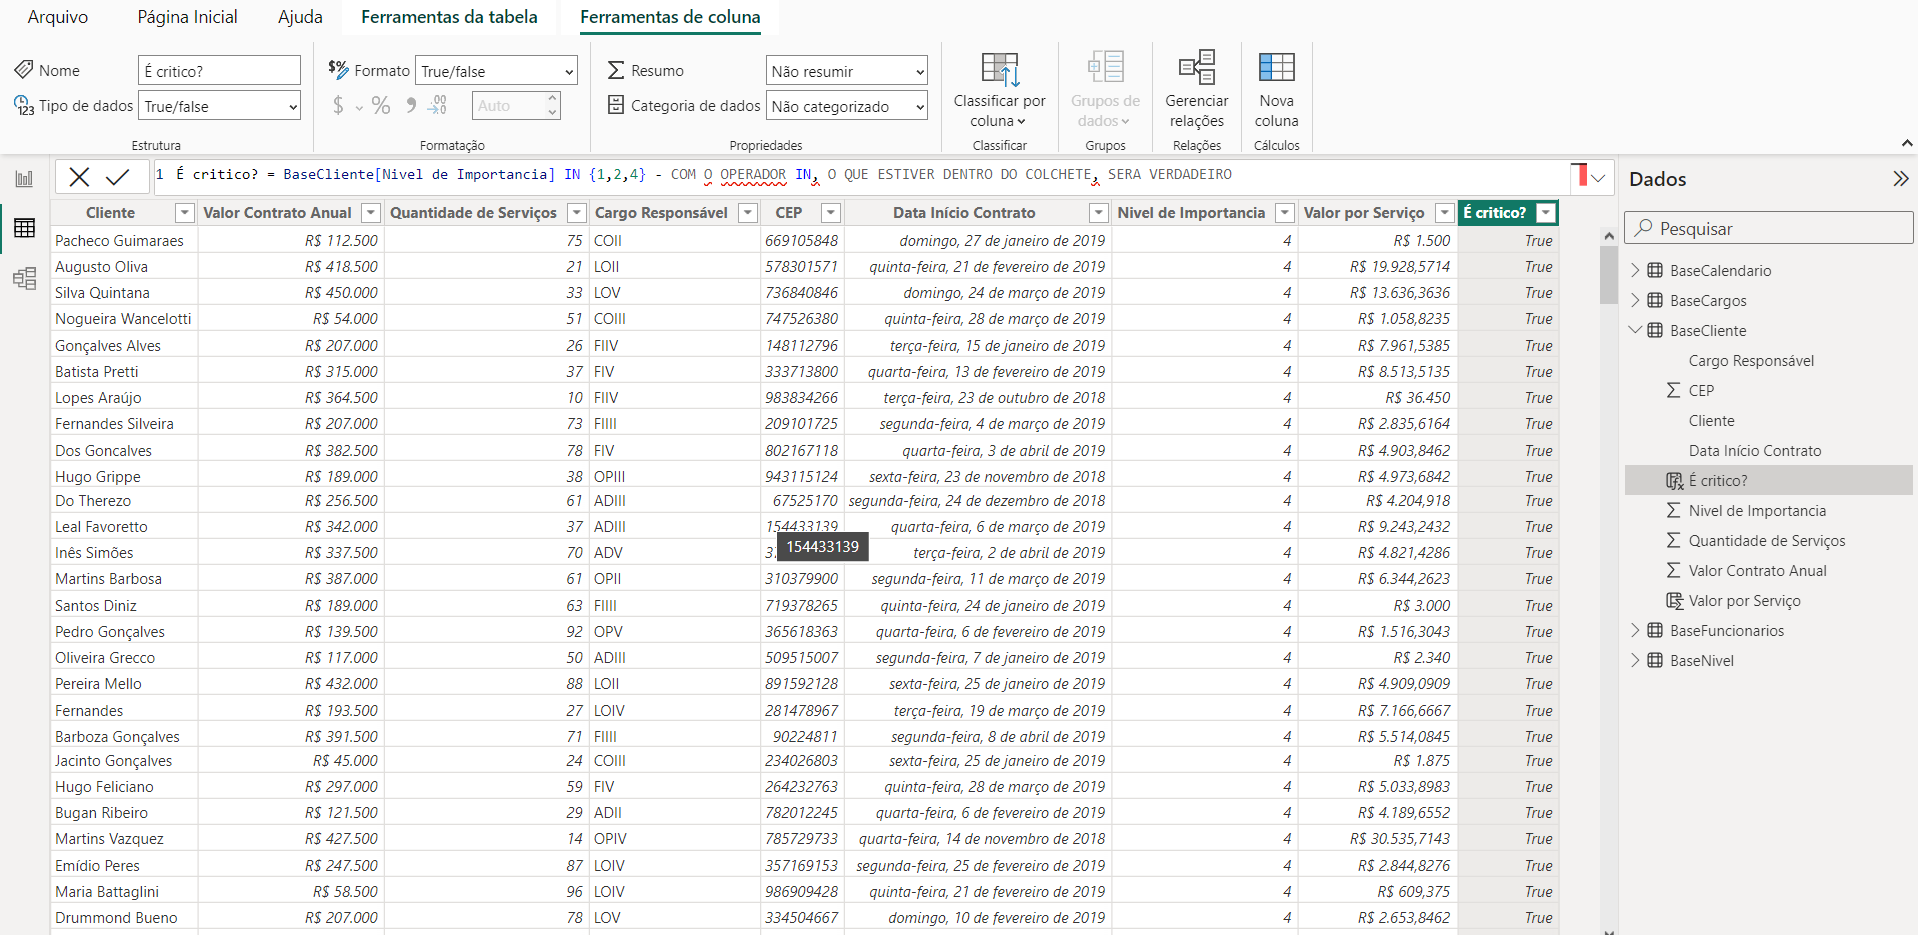 Arquivo Página Inicial Ajuda Ferramentas da tabela Ferramentas de coluna
Nome É critico? Formato True/false Resumo Não resumir
Tipo de dados True/false Auto Categoria de dados Não categorizado
Classificar por coluna Grupos de dados Gerenciar relações Nova coluna
Estrutura Formatação Propriedades Classificar Grupos Relações Cálculos
1 É critico? = BaseCliente[Nivel de Importancia] IN {1,2,4} - COM O OPERADOR IN, O QUE ESTIVER DENTRO DO COLCHETE, SERA VERDADEIRO
Cliente Valor Contrato Anual Quantidade de Serviços Cargo Responsável CEP Data Início Contrato Nivel de Importancia Valor por Serviço É critico?
Pacheco Guimaraes R$ 112.500 75 COII 669105848 domingo, 27 de janeiro de 2019 4 R$ 1.500 True
Augusto Oliva R$ 418.500 21 LOII 578301571 quinta-feira, 21 de fevereiro de 2019 4 R$ 19.928,5714 True
Silva Quintana R$ 450.000 33 LOV 736840846 domingo, 24 de março de 2019 4 R$ 13.636,3636 True
Nogueira Wancelotti R$ 54.000 51 COIII 747526380 quinta-feira, 28 de março de 2019 4 R$ 1.058,8235 True
Gonçalves Alves R$ 207.000 26 FIIV 148112796 terça-feira, 15 de janeiro de 2019 4 R$ 7.961,5385 True
Batista Pretti R$ 315.000 37 FIV 333713800 quarta-feira, 13 de fevereiro de 2019 4 R$ 8.513,5135 True
Lopes Araújo R$ 364.500 10 FIIV 983834266 terça-feira, 23 de outubro de 2018 4 R$ 36.450 True
Fernandes Silveira R$ 207.000 73 FIIII 209101725 segunda-feira, 4 de março de 2019 4 R$ 2.835,6164 True
Dos Goncalves R$ 382.500 78 FIV 802167118 quarta-feira, 3 de abril de 2019 4 R$ 4.903,8462 True
Hugo Grippe R$ 189.000 38 OPIII 943115124 sexta-feira, 23 de novembro de 2018 4 R$ 4.973,6842 True
Do Therezo R$ 256.500 61 ADIII 67525170 segunda-feira, 24 de dezembro de 2018 4 R$ 4.204,918 True
Leal Favoretto R$ 342.000 37 ADIII 154433139 quarta-feira, 6 de março de 2019 4 R$ 9.243,2432 True
154433139
Inês Simões R$ 337.500 70 ADV terça-feira, 2 de abril de 2019 4 R$ 4.821,4286 True
Martins Barbosa R$ 387.000 61 OPII 310379900 segunda-feira, 11 de março de 2019 4 R$ 6.344,2623 True
Santos Diniz R$ 189.000 63 FIIII 719378265 quinta-feira, 24 de janeiro de 2019 4 R$ 3.000 True
Pedro Gonçalves R$ 139.500 92 OPV 365618363 quarta-feira, 6 de fevereiro de 2019 4 R$ 1.516,3043 True
Oliveira Grecco R$ 117.000 50 ADIII 509515007 segunda-feira, 7 de janeiro de 2019 4 R$ 2.340 True
Pereira Mello R$ 432.000 88 LOII 891592128 sexta-feira, 25 de janeiro de 2019 4 R$ 4.909,0909 True
Fernandes R$ 193.500 27 LOIV 281478967 terça-feira, 19 de março de 2019 4 R$ 7.166,6667 True
Barboza Gonçalves R$ 391.500 71 FIIII 90224811 segunda-feira, 8 de abril de 2019 4 R$ 5.514,0845 True
Jacinto Gonçalves R$ 45.000 24 COIII 234026803 sexta-feira, 25 de janeiro de 2019 4 R$ 1.875 True
Hugo Feliciano R$ 297.000 59 FIV 264232763 quinta-feira, 28 de março de 2019 4 R$ 5.033,8983 True
Bugan Ribeiro R$ 121.500 29 ADII 782012245 quarta-feira, 6 de fevereiro de 2019 4 R$ 4.189,6552 True
Martins Vazquez R$ 427.500 14 OPIV 785729733 quarta-feira, 14 de novembro de 2018 4 R$ 30.535,7143 True
Emídio Peres R$ 247.500 87 LOIV 357169153 segunda-feira, 25 de fevereiro de 2019 4 R$ 2.844,8276 True
Maria Battaglini R$ 58.500 96 LOIV 986909428 quinta-feira, 21 de fevereiro de 2019 4 R$ 609,375 True
Drummond Bueno R$ 207.000 78 LOV 334504667 domingo, 10 de fevereiro de 2019 4 R$ 2.653,8462 True
Dados
Pesquisar
BaseCalendario
BaseCargos
BaseCliente
Cargo Responsável
CEP
Cliente
Data Início Contrato
É critico?
Nivel de Importancia
Quantidade de Serviços
Valor Contrato Anual
Valor por Serviço
BaseFuncionarios
BaseNivel